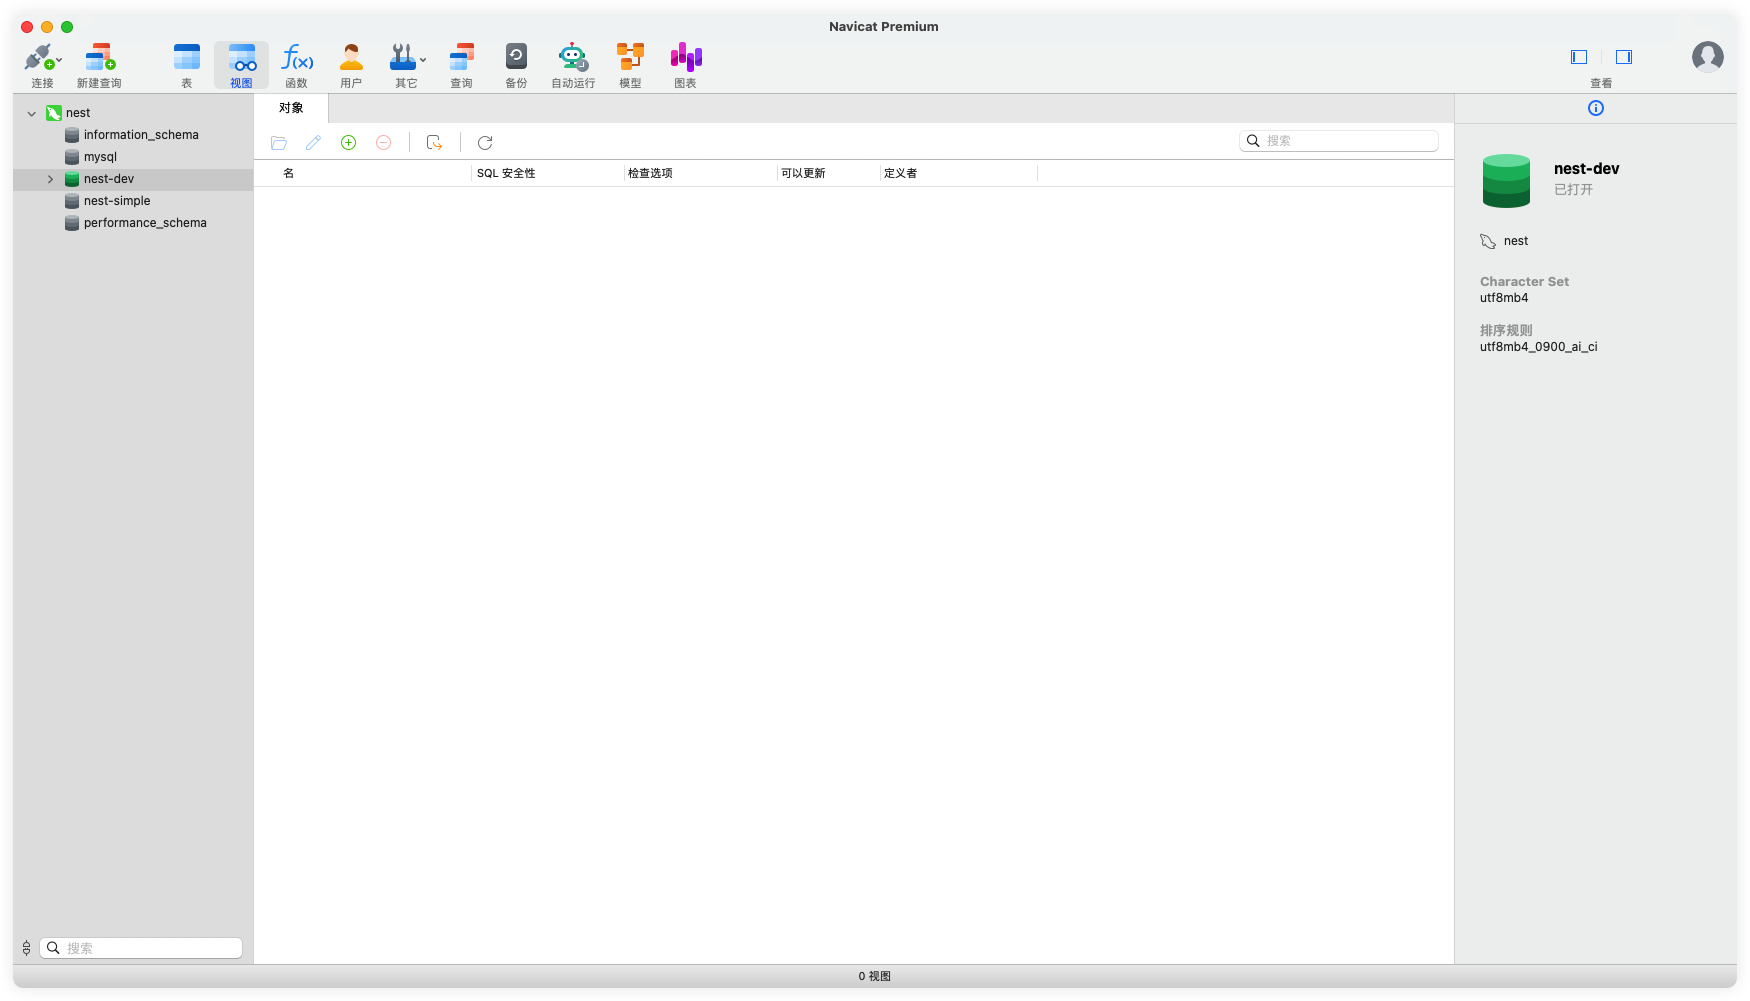 Navicat Premium
连接
新建查询
表
视图
函数
用户
其它
查询
备份
自动运行
模型
图表
查看
nest
information_schema
mysql
nest-dev
nest-simple
performance_schema
搜索
对象
搜索
名
SQL 安全性
检查选项
可以更新
定义者
nest-dev
已打开
nest
Character Set
utf8mb4
排序规则
utf8mb4_0900_ai_ci
0 视图